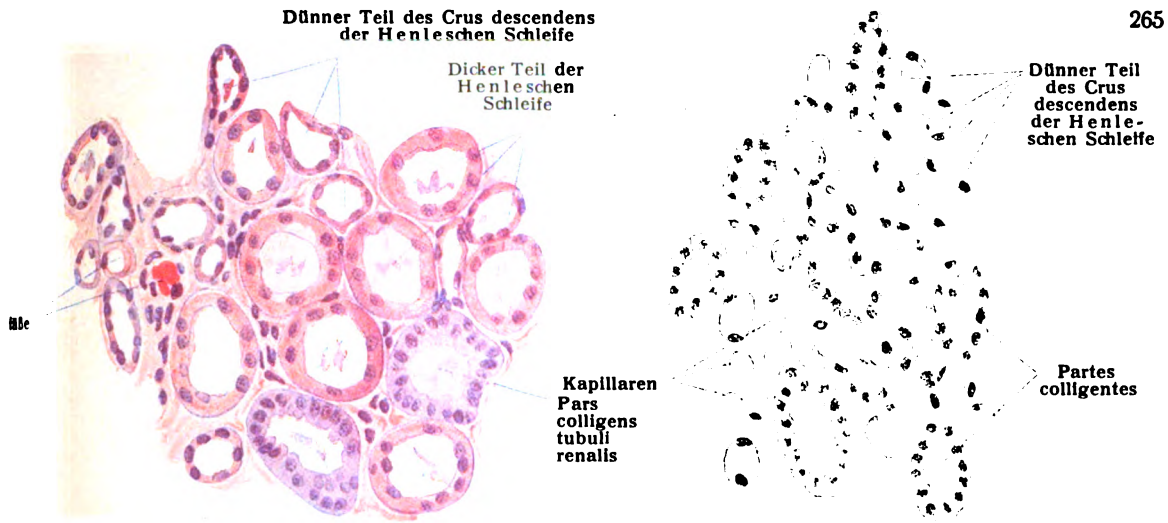 Dünner Teil des Crus descendens
der Henleschen Schleife
Dicker Teil der
Henleschen
Schleife
265
Dünner Teil
des Crus
descendens
der Henle-
schen Schleife
Kapillaren
Pars
colligens
tubuli
renalis
Partes
colligentes